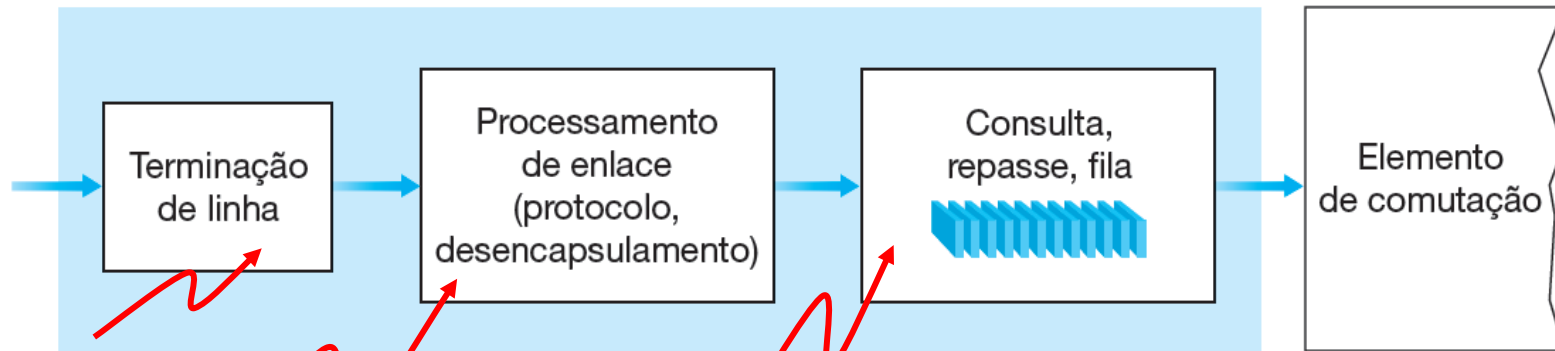 Terminação
de linha
Processamento
de enlace
(protocolo,
desencapsulamento)
Consulta,
repasse, fila
Elemento
de comutação